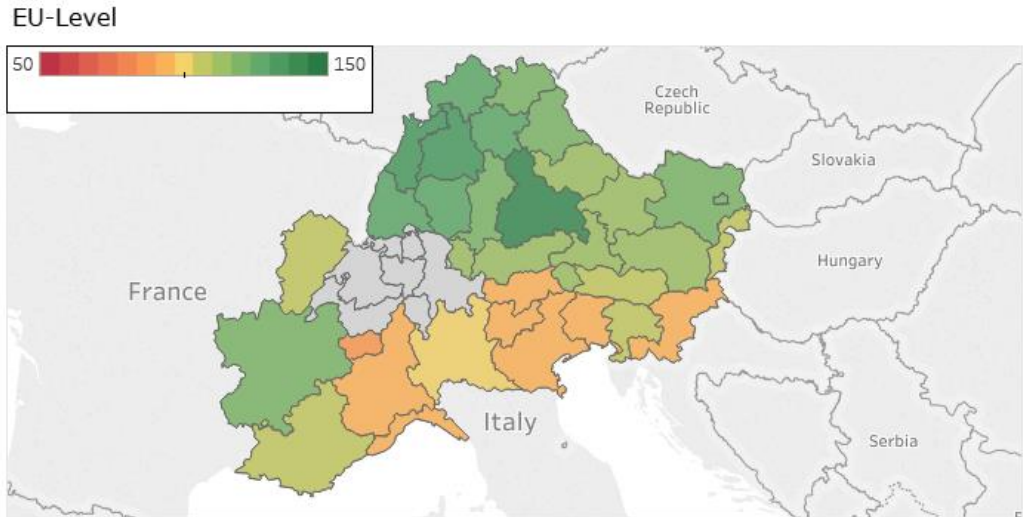 EU-Level
50
150
Czech
Republic
Slovakia
Hungary
France
Italy
Serbia